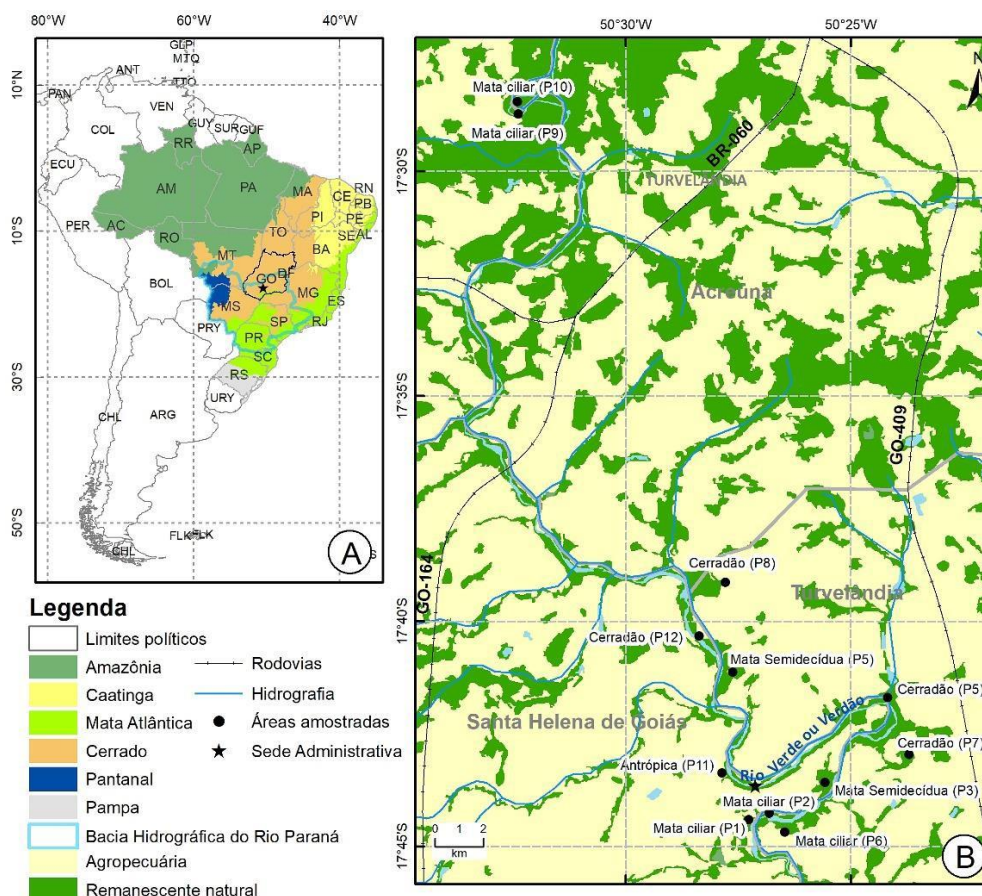 80°W
60°W
40°W
10°N
10°S
30°S
50°S
GLP
MTQ
ANT
TTO
PAN
VEN
GUY
SUR
GUF
COL
RR
AP
ECU
AM
PA
MA
CE
RN
PB
PI
PE
AC
PER
TO
SE
AL
RO
BA
MT
DF
GO
BOL
MG
ES
MS
SP
RJ
PRY
PR
SC
RS
CHL
ARG
URY
FLK
FLK
CHL
S
A
50°30'W
50°25'W
17°30'S
17°35'S
17°40'S
17°45'S
N
Mata ciliar (P10)
Mata ciliar (P9)
BR-060
TURVELÂNDIA
Acreúna
GO-409
GO-164
Cerradão (P8)
Turvelândia
Cerradão (P12)
Mata Semidecídua (P5)
Cerradão (P5)
Santa Helena de Goiás
Rio Verde ou Verdão
Cerradão (P7)
Antrópica (P11)
Mata Semidecídua (P3)
Mata ciliar (P2)
Mata ciliar (P1)
Mata ciliar (P6)
0 1 2
km
B
Legenda
Limites políticos
Amazônia
Caatinga
Mata Atlântica
Cerrado
Pantanal
Pampa
Bacia Hidrográfica do Rio Paraná
Agropecuária
Remanescente natural
Rodovias
Hidrografia
Áreas amostradas
Sede Administrativa